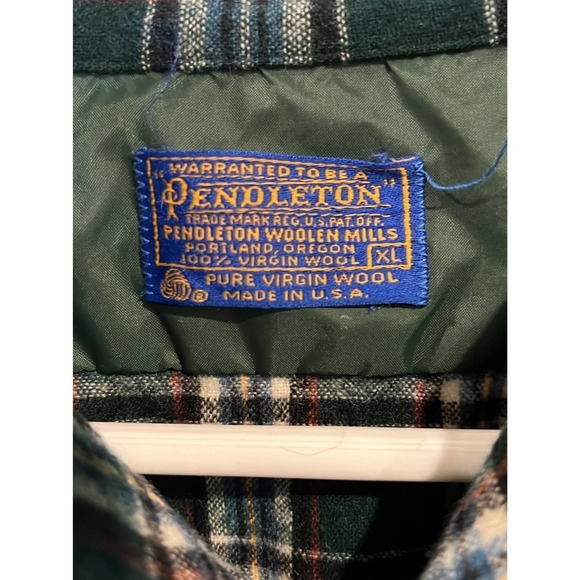 WARRANTED TO BE A
"PENDLETON"
TRADE MARK REG. U.S. PAT. OFF.
PENDLETON WOOLEN MILLS
PORTLAND, OREGON
100% VIRGIN WOOL XL
PURE VIRGIN WOOL
® MADE IN U.S.A.